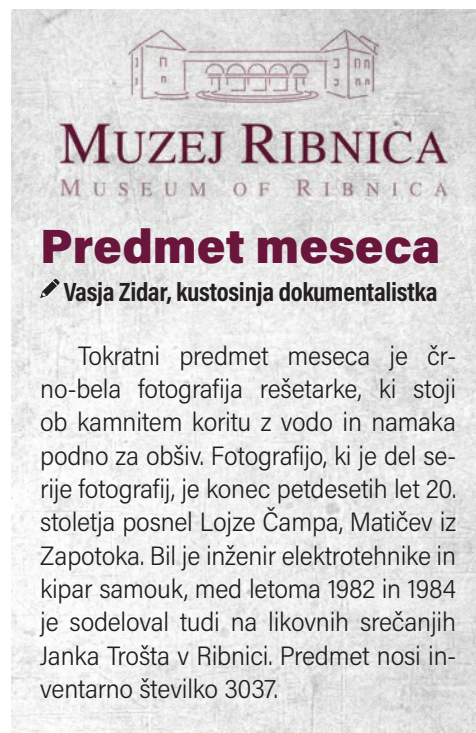 MUZEJ RIBNICA
MUSEUM OF RIBNICA
Predmet meseca
Vasja Zidar, kustosinja dokumentalistka
Tokratni predmet meseca je čr-
no-bela fotografija rešetarke, ki stoji
ob kamnitem koritu z vodo in namaka
podno za obšiv. Fotografijo, ki je del se-
rije fotografij, je konec petdesetih let 20.
stoletja posnel Lojze Čampa, Matičev iz
Zapotoka. Bil je inženir elektrotehnike in
kipar samouk, med letoma 1982 in 1984
je sodeloval tudi na likovnih srečanjih
Janka Trošta v Ribnici. Predmet nosi in-
ventarno številko 3037.